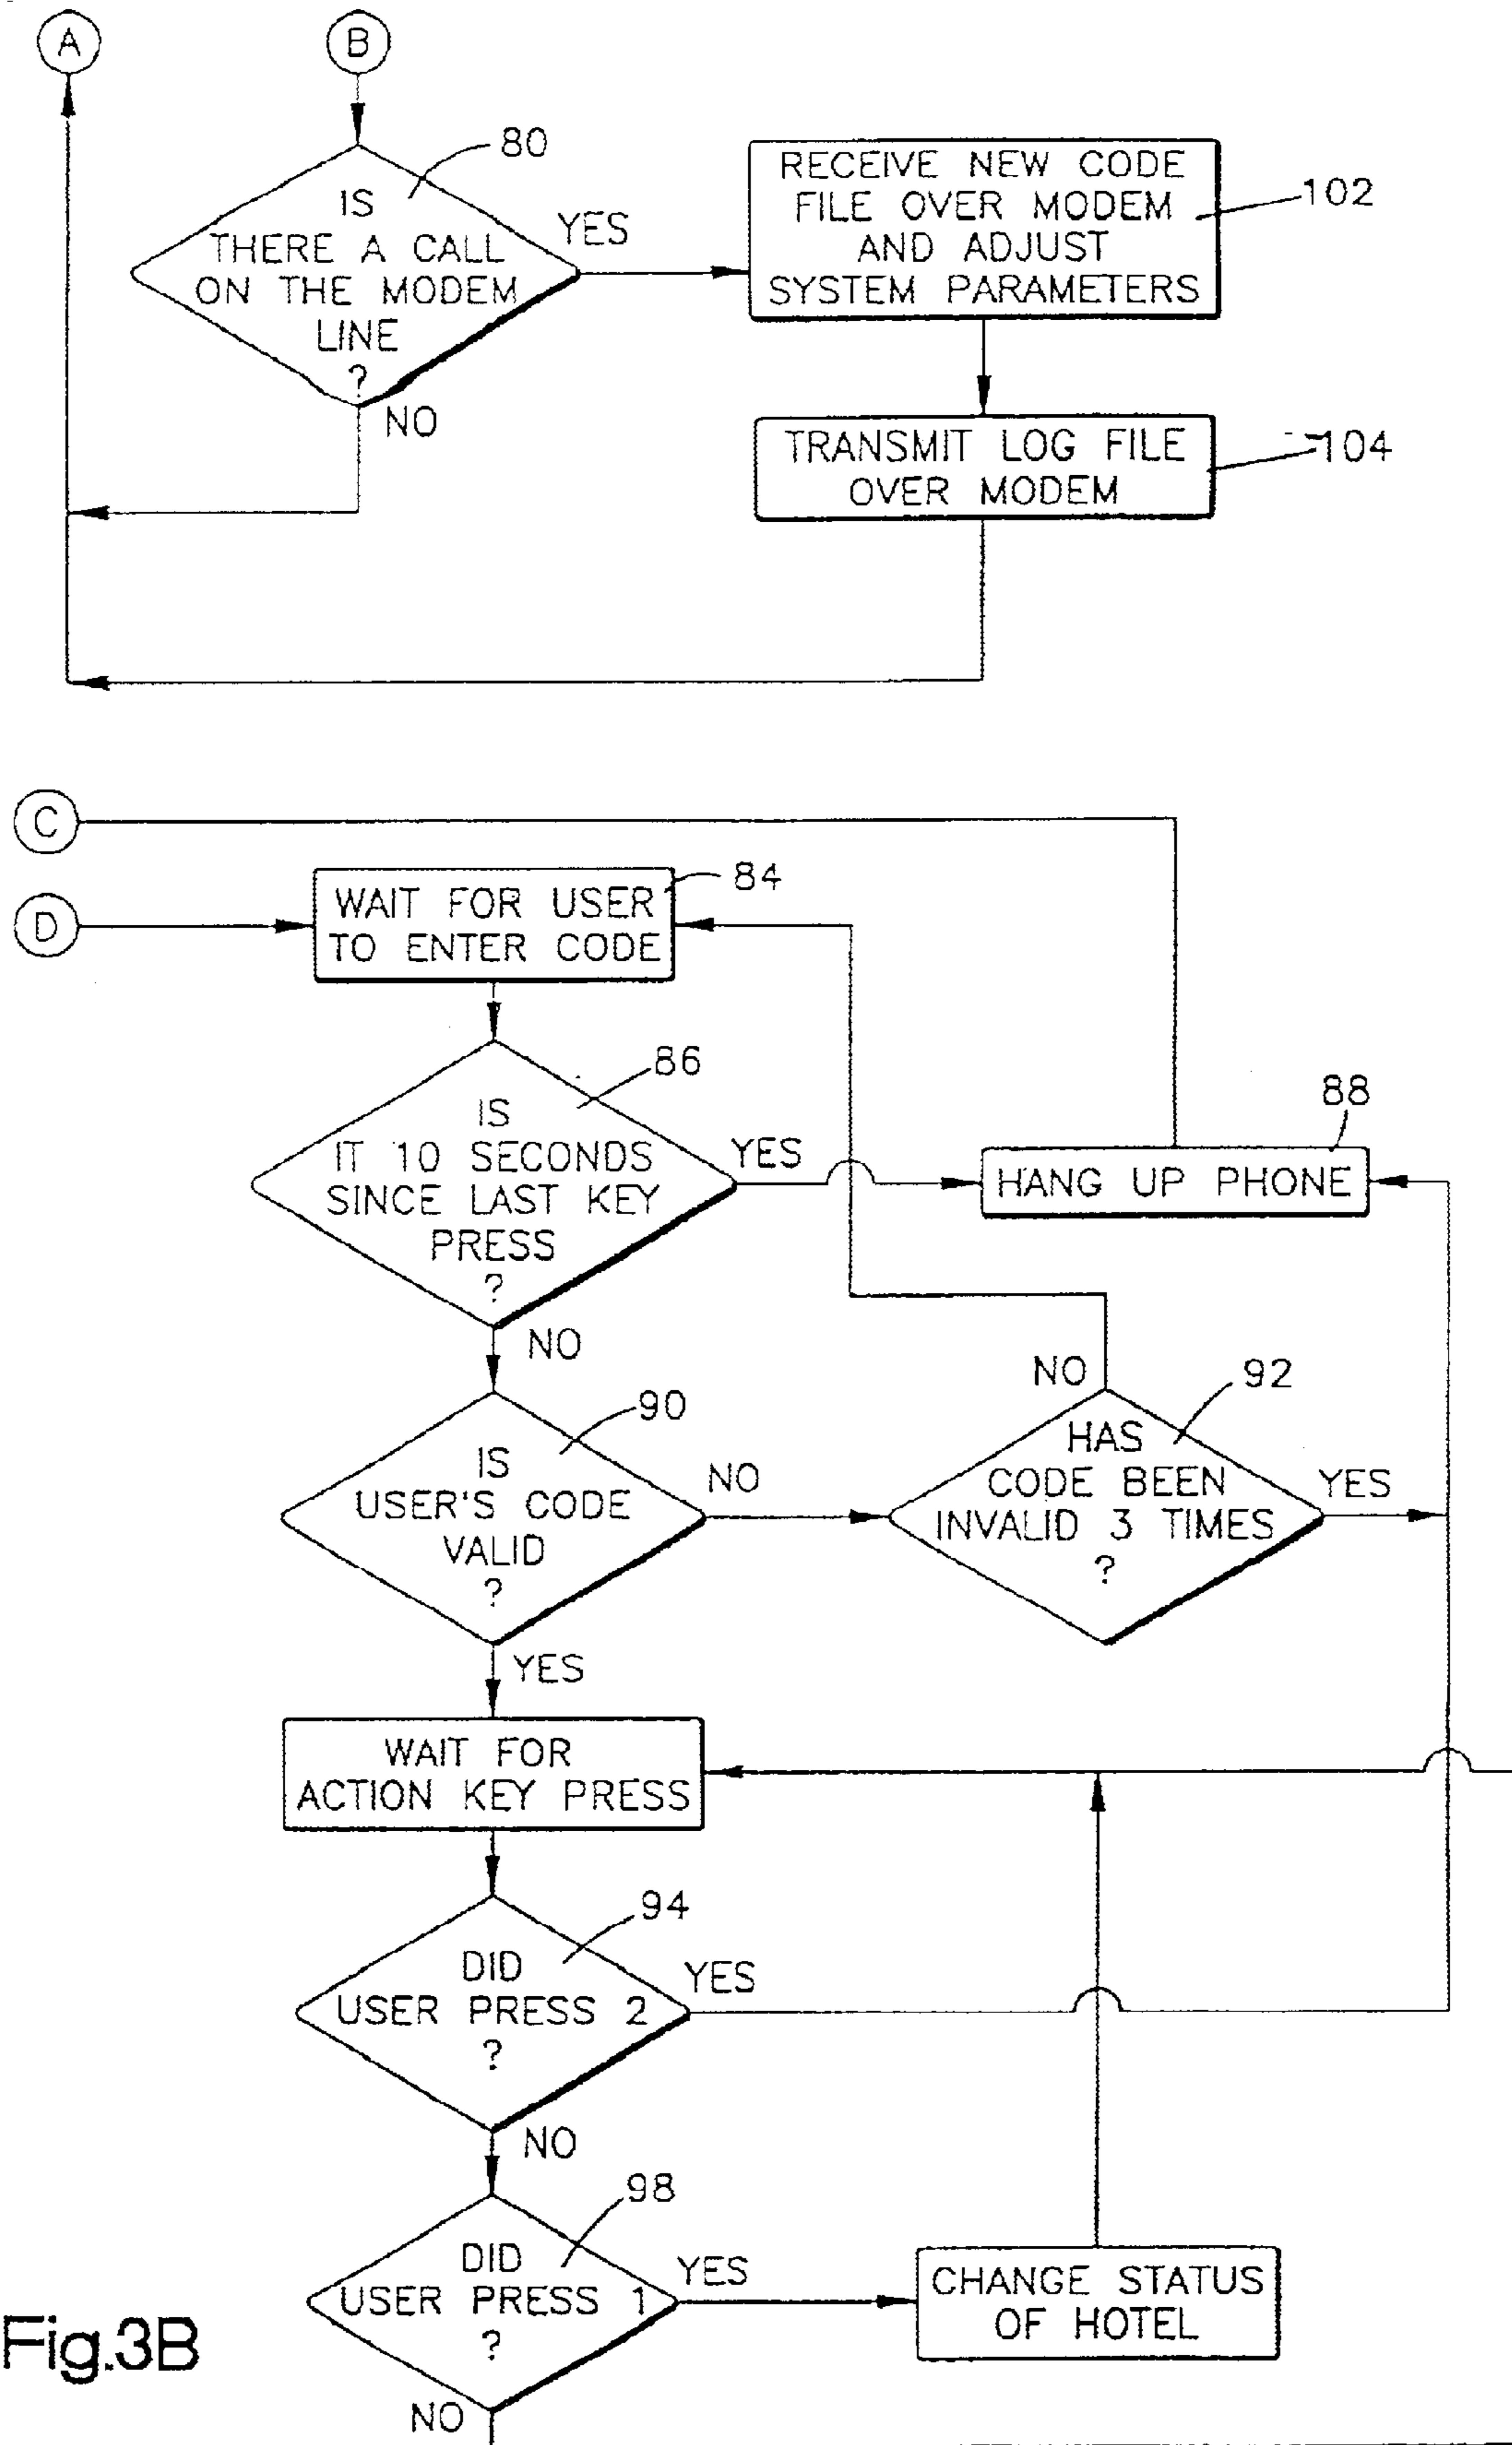 A
B
80
IS
THERE A CALL
ON THE MODEM
LINE
?
YES
NO
RECEIVE NEW CODE
FILE OVER MODEM
AND ADJUST
SYSTEM PARAMETERS
102
TRANSMIT LOG FILE
OVER MODEM
104
C
D
WAIT FOR USER
TO ENTER CODE
84
86
IS
IT 10 SECONDS
SINCE LAST KEY
PRESS
?
YES
NO
88
HANG UP PHONE
90
IS
USER'S CODE
VALID
?
NO
YES
92
NO
HAS
CODE BEEN
INVALID 3 TIMES
?
YES
WAIT FOR
ACTION KEY PRESS
94
DID
USER PRESS 2
?
YES
NO
98
DID
USER PRESS 1
?
YES
NO
CHANGE STATUS
OF HOTEL
Fig.3B